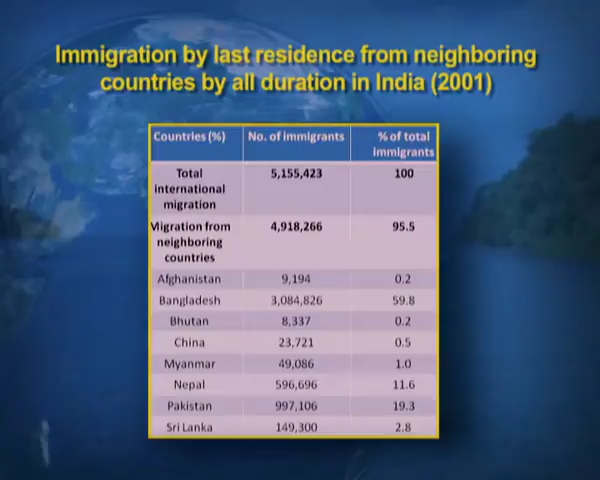 Immigration by last residence from neighboring
countries by all duration in India (2001)
Countries (%) No. of immigrants % of total
immigrants
Total
international
migration 5,155,423 100
Migration from
neighboring
countries 4,918,266 95.5
Afghanistan 9,194 0.2
Bangladesh 3,084,826 59.8
Bhutan 8,337 0.2
China 23,721 0.5
Myanmar 49,086 1.0
Nepal 596,696 11.6
Pakistan 997,106 19.3
Sri Lanka 149,300 2.8